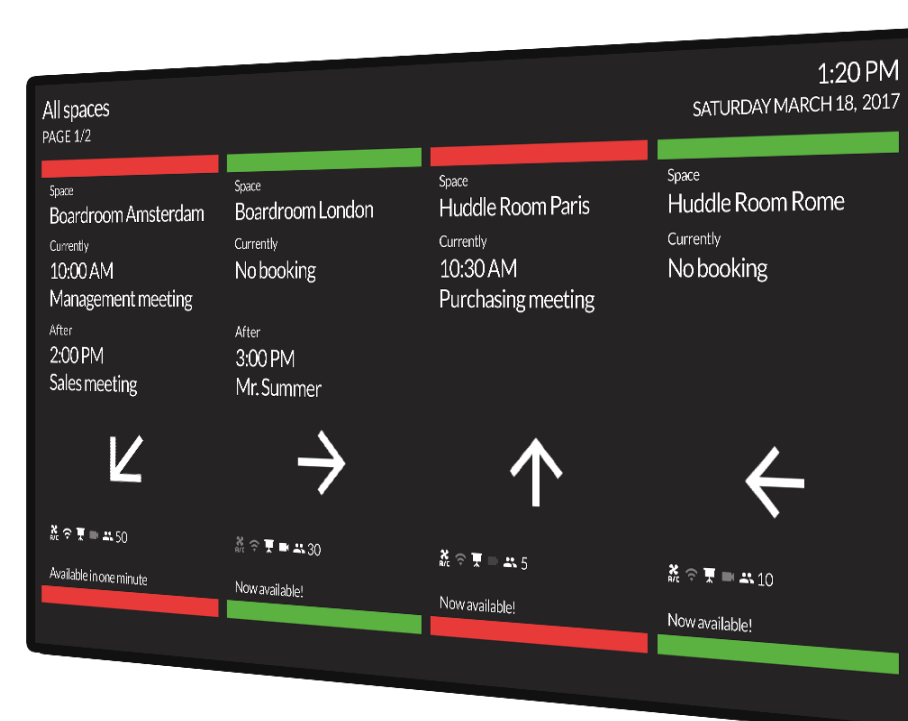 All spaces
PAGE 1/2
1:20 PM
SATURDAY MARCH 18, 2017
Space
Boardroom Amsterdam
Currently
10:00 AM
Management meeting
After
2:00 PM
Sales meeting
A/C 50
Available in one minute
Space
Boardroom London
Currently
No booking
After
3:00 PM
Mr. Summer
A/C 30
Now available!
Space
Huddle Room Paris
Currently
10:30 AM
Purchasing meeting
A/C 5
Now available!
Space
Huddle Room Rome
Currently
No booking
A/C 10
Now available!